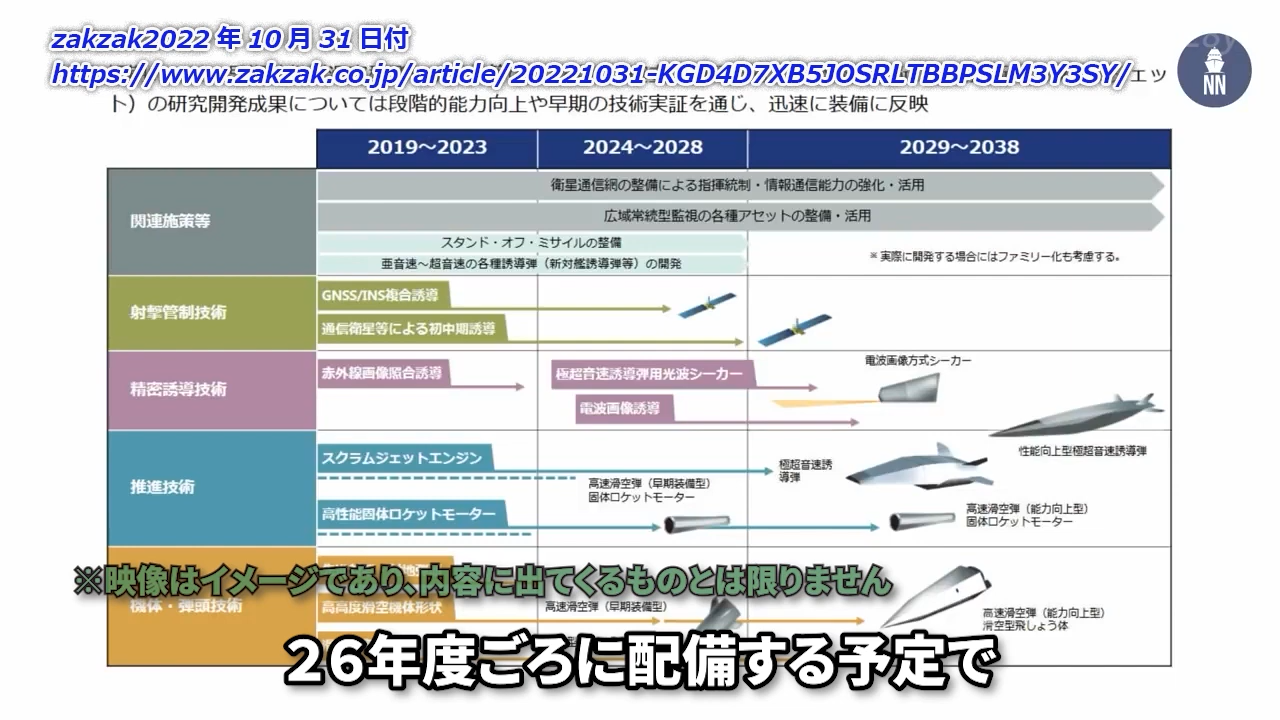 zakzak2022年10月31日付
https://www.zakzak.co.jp/article/20221031-KGD4D7XB5JOSRLTBBPSLM3Y3SY/
NN
ト）の研究開発成果については段階的能力向上や早期の技術実証を通じ、迅速に装備に反映
2019～2023
2024～2028
2029～2038
関連施策等
衛星通信網の整備による指揮統制・情報通信能力の強化・活用
広域常続型監視の各種アセットの整備・活用
スタンド・オフ・ミサイルの整備
亜音速～超音速の各種誘導弾（新対艦誘導弾等）の開発
※ 実際に開発する場合にはファミリー化も考慮する。
射撃管制技術
GNSS/INS複合誘導
通信衛星等による初中期誘導
精密誘導技術
赤外線画像照合誘導
極超音速誘導弾用光波シーカー
電波画像誘導
電波画像方式シーカー
性能向上型極超音速誘導弾
推進技術
スクラムジェットエンジン
極超音速誘
導弾
高速滑空弾（早期装備型）
固体ロケットモーター
高性能固体ロケットモーター
高速滑空弾（能力向上型）
固体ロケットモーター
機体・弾頭技術
高高度滑空機体形状
高速滑空弾（早期装備型）
高速滑空弾（能力向上型）
滑空型飛しょう体
※映像はイメージであり、内容に出てくるものとは限りません
２６年度ごろに配備する予定で